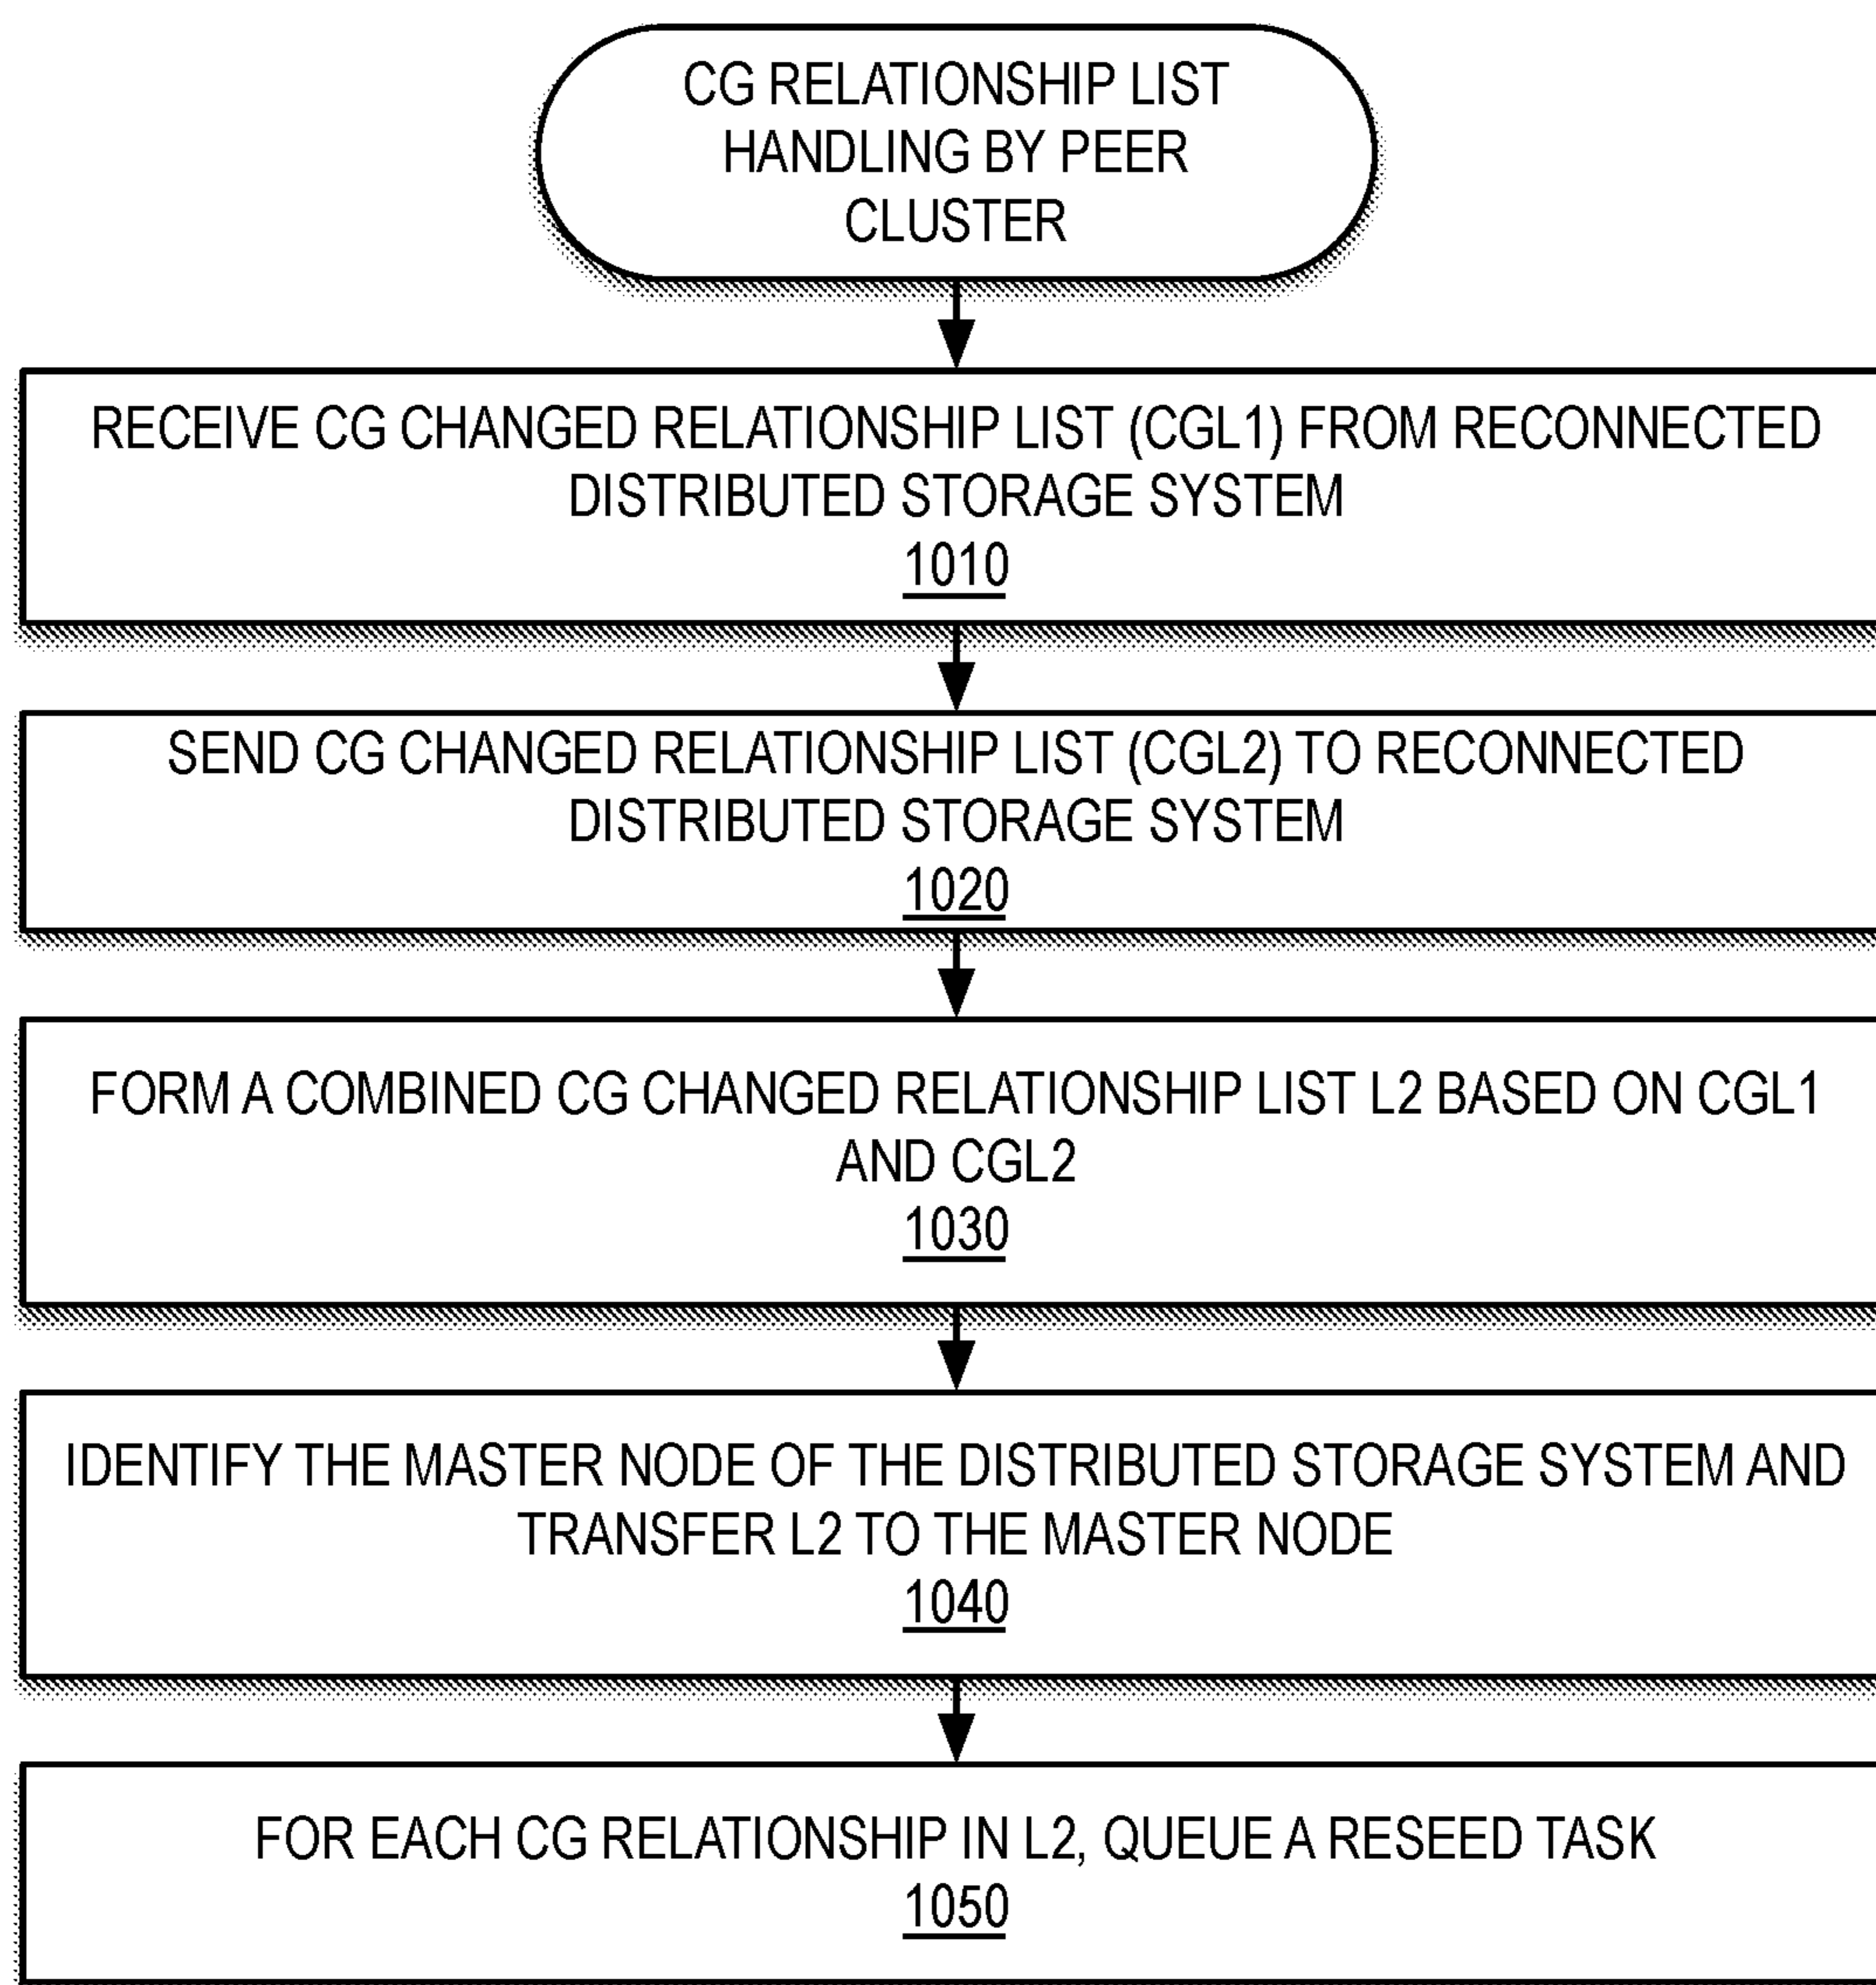 CG RELATIONSHIP LIST
HANDLING BY PEER
CLUSTER
RECEIVE CG CHANGED RELATIONSHIP LIST (CGL1) FROM RECONNECTED
DISTRIBUTED STORAGE SYSTEM
1010
SEND CG CHANGED RELATIONSHIP LIST (CGL2) TO RECONNECTED
DISTRIBUTED STORAGE SYSTEM
1020
FORM A COMBINED CG CHANGED RELATIONSHIP LIST L2 BASED ON CGL1
AND CGL2
1030
IDENTIFY THE MASTER NODE OF THE DISTRIBUTED STORAGE SYSTEM AND
TRANSFER L2 TO THE MASTER NODE
1040
FOR EACH CG RELATIONSHIP IN L2, QUEUE A RESEED TASK
1050